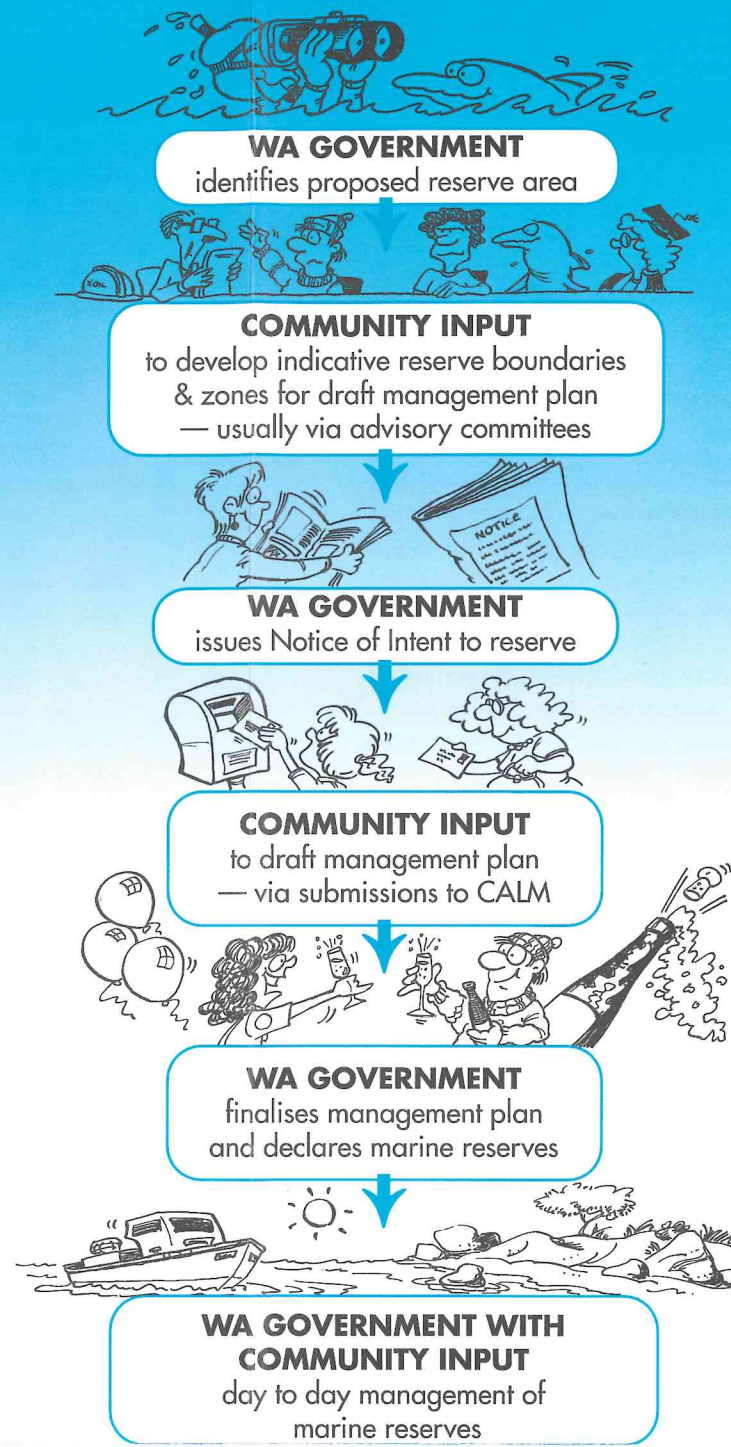 WA GOVERNMENT
identifies proposed reserve area
XOIL
COMMUNITY INPUT
to develop indicative reserve boundaries
& zones for draft management plan
— usually via advisory committees
NOTICE
WA GOVERNMENT
issues Notice of Intent to reserve
COMMUNITY INPUT
to draft management plan
— via submissions to CALM
WA GOVERNMENT
finalises management plan
and declares marine reserves
WA GOVERNMENT WITH
COMMUNITY INPUT
day to day management of
marine reserves